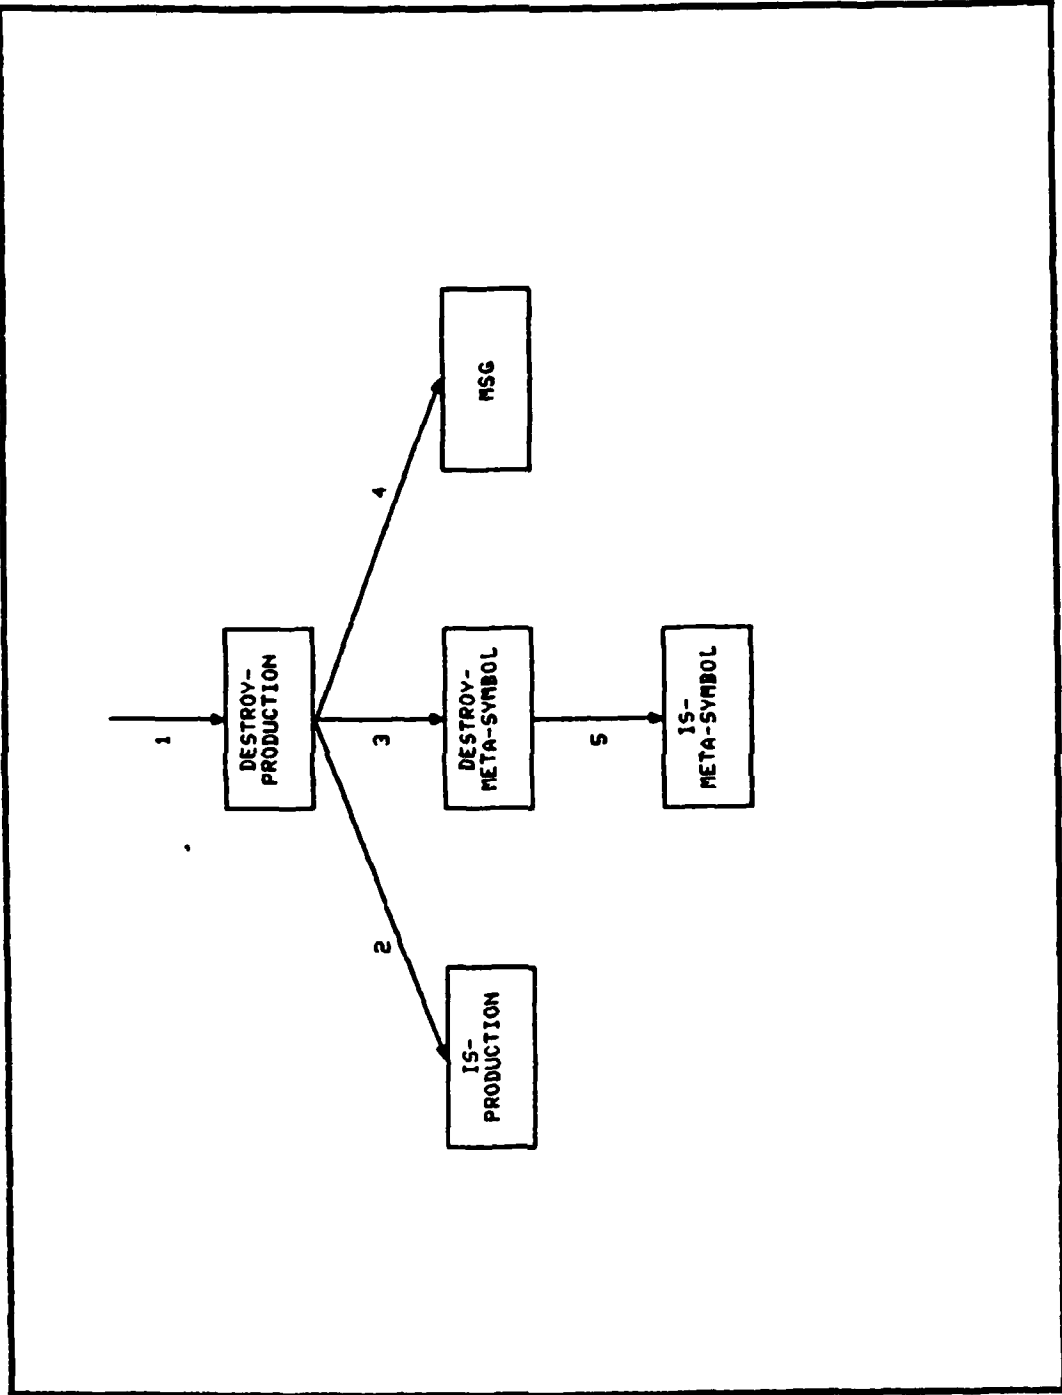 1
DESTROY-
PRODUCTION
2
3
4
IS-
PRODUCTION
DESTROY-
META-SYMBOL
MSG
5
IS-
META-SYMBOL